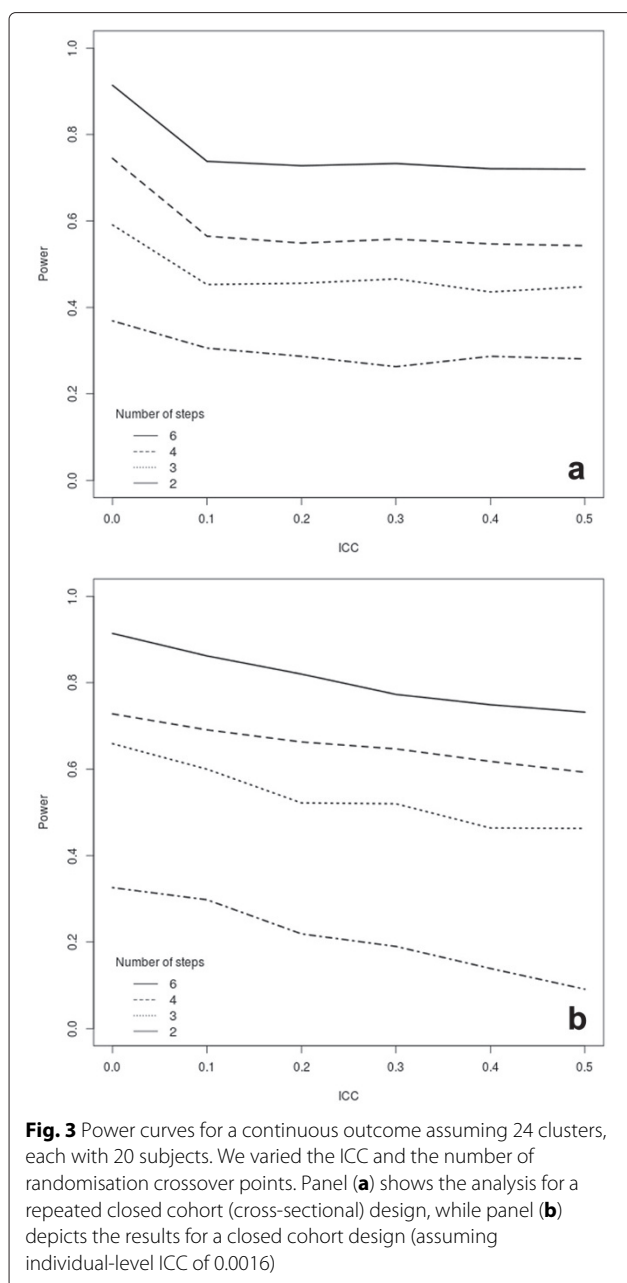 1.0
0.8
0.6
0.4
0.2
0.0
Power
Number of steps
6
4
3
2
a
0.0 0.1 0.2 0.3 0.4 0.5
ICC
1.0
0.8
0.6
0.4
0.2
0.0
Power
Number of steps
6
4
3
2
b
0.0 0.1 0.2 0.3 0.4 0.5
ICC
Fig. 3 Power curves for a continuous outcome assuming 24 clusters,
each with 20 subjects. We varied the ICC and the number of
randomisation crossover points. Panel (a) shows the analysis for a
repeated closed cohort (cross-sectional) design, while panel (b)
depicts the results for a closed cohort design (assuming
individual-level ICC of 0.0016)